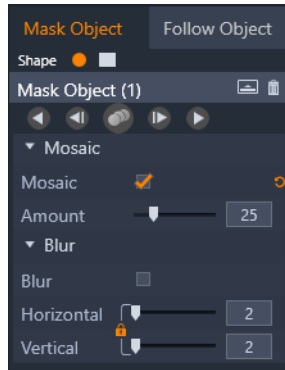 Mask Object Follow Object
Shape
Mask Object (1)
Mosaic
Mosaic
Amount 25
Blur
Blur
Horizontal 2
Vertical 2